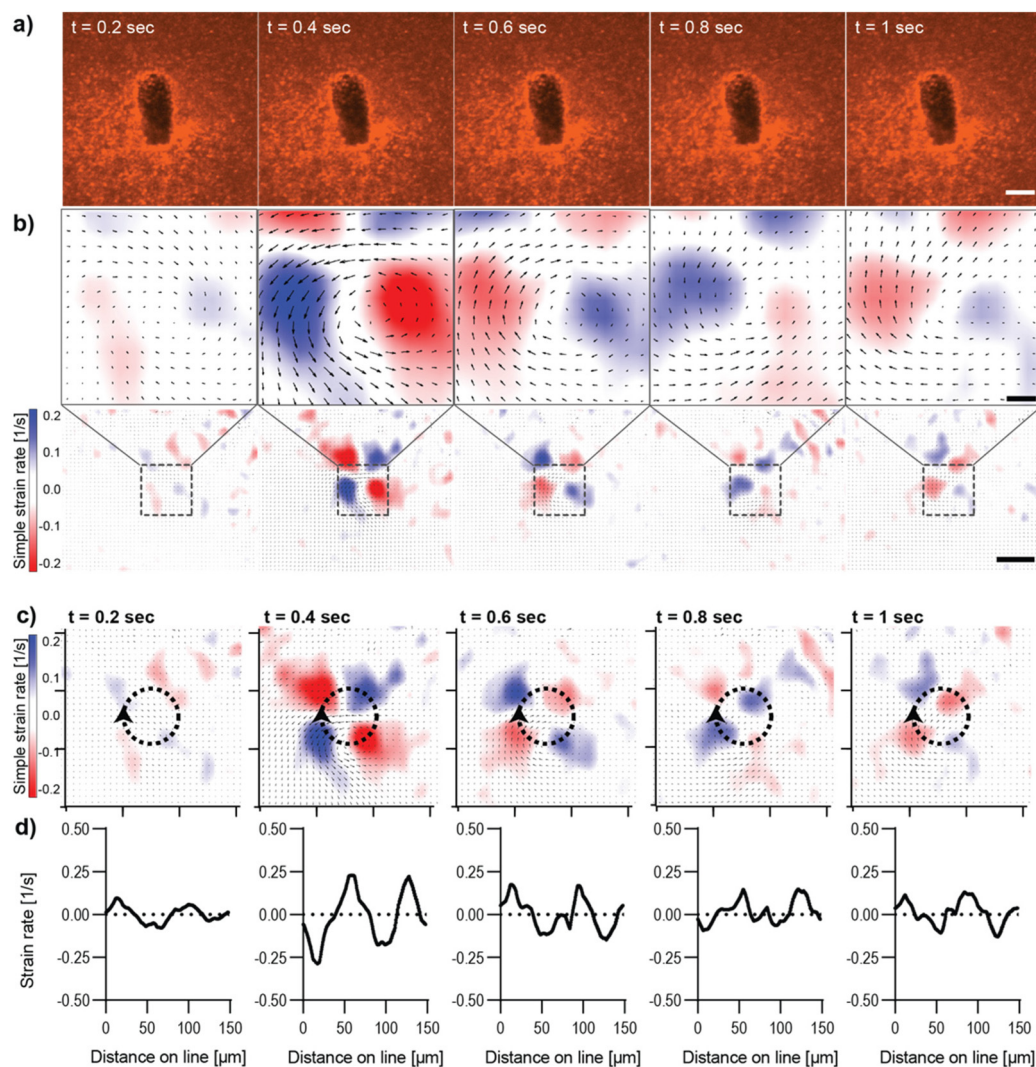 a)
t = 0.2 sec
t = 0.4 sec
t = 0.6 sec
t = 0.8 sec
t = 1 sec
b)
Simple strain rate [1/s]
0.2
0.1
0.0
-0.1
-0.2
c)
t = 0.2 sec
t = 0.4 sec
t = 0.6 sec
t = 0.8 sec
t = 1 sec
Simple strain rate [1/s]
0.2
0.1
0.0
-0.1
-0.2
d)
Strain rate [1/s]
0.50
0.25
0.00
-0.25
-0.50
0.50
0.25
0.00
-0.25
-0.50
0.50
0.25
0.00
-0.25
-0.50
0.50
0.25
0.00
-0.25
-0.50
0.50
0.25
0.00
-0.25
-0.50
0 50 100 150
0 50 100 150
0 50 100 150
0 50 100 150
0 50 100 150
Distance on line [µm]
Distance on line [µm]
Distance on line [µm]
Distance on line [µm]
Distance on line [µm]